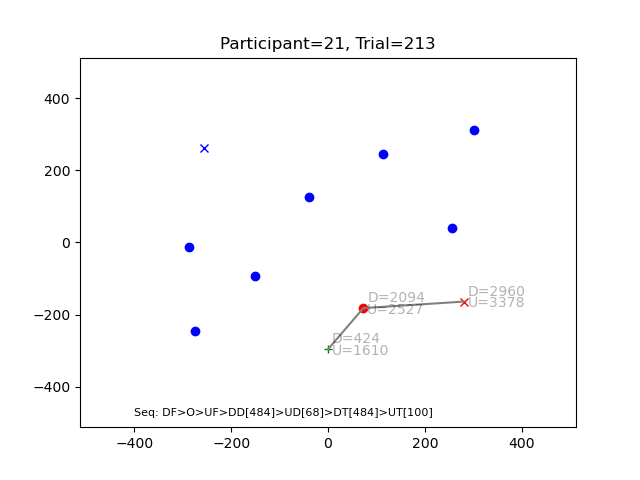 Participant=21, Trial=213
400
200
0
−200
−400
D=2094
U=2527
D=2960
U=3378
D=424
U=1610
Seq: DF>O>UF>DD[484]>UD[68]>DT[484]>UT[100]
−400
−200
0
200
400